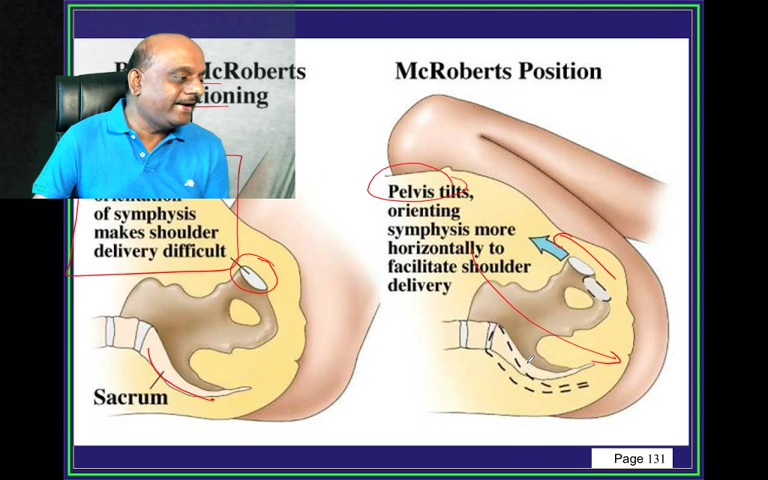 McRoberts
tioning
of symphysis
makes shoulder
delivery difficult
Sacrum
McRoberts Position
Pelvis tilts,
orienting
symphysis more
horizontally to
facilitate shoulder
delivery
Page 131